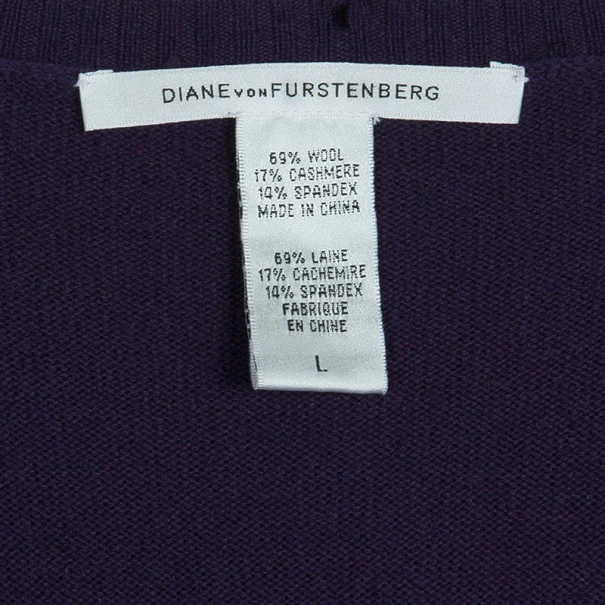 DIANE VON FURSTENBERG
69% WOOL
17% CASHMERE
14% SPANDEX
MADE IN CHINA
69% LAINE
17% CACHEMIRE
14% SPANDEX
FABRIQUE
EN CHINE
L